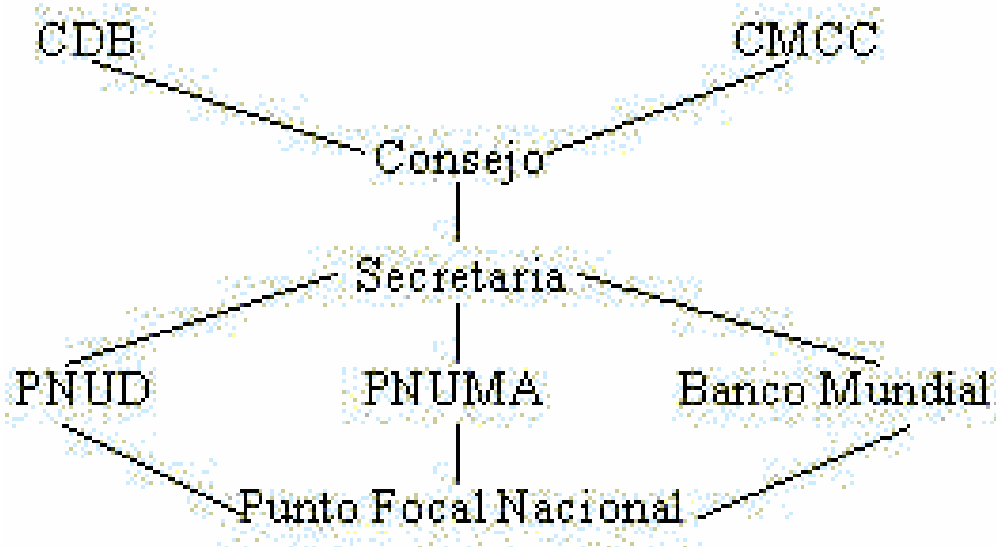 CDB CMCC
Consejo
Secretaria
PNUD PNUMA Banco Mundial
Punto Focal Nacional